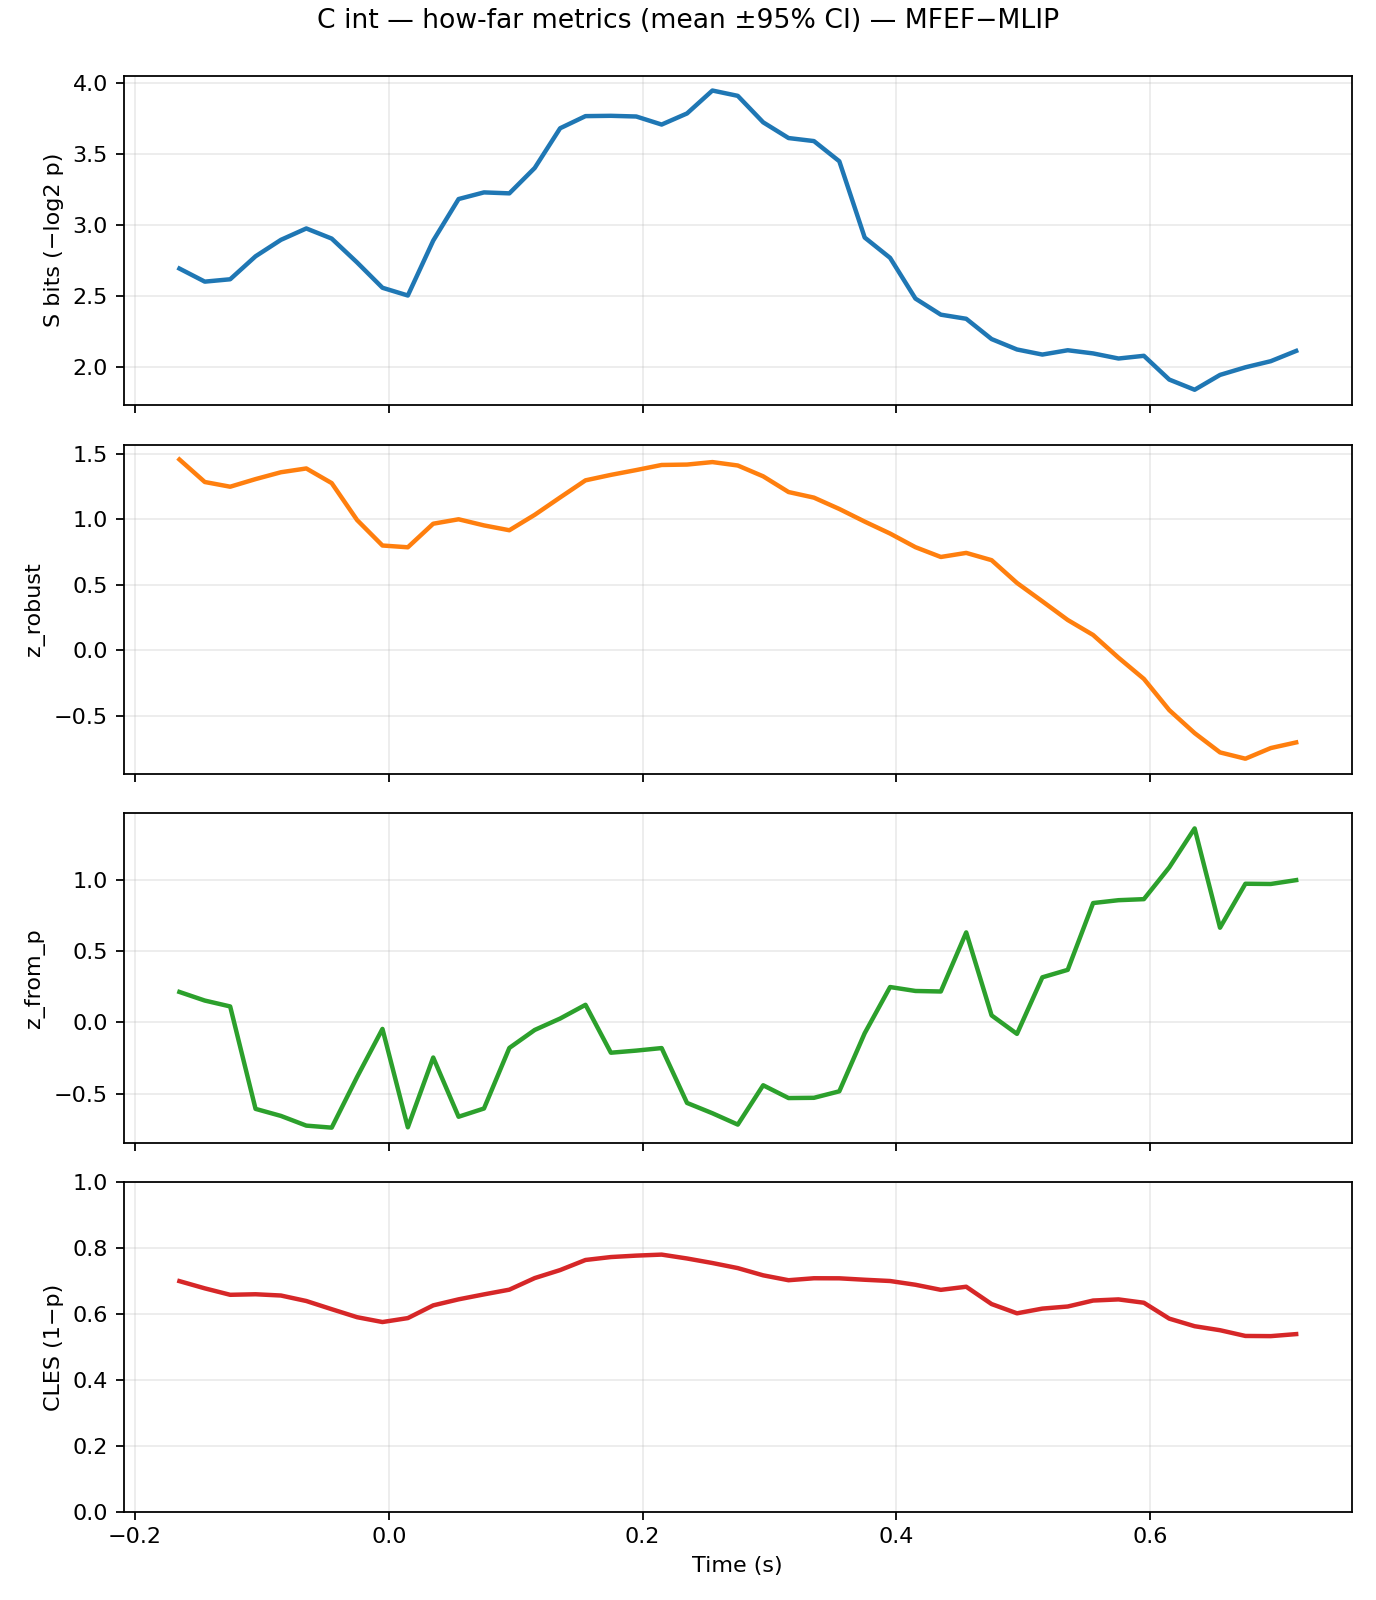 C int — how-far metrics (mean ±95% CI) — MFEF−MLIP
4.0
3.5
3.0
2.5
2.0
S bits (−log2 p)
1.5
1.0
0.5
0.0
−0.5
z_robust
1.0
0.5
0.0
−0.5
z_from_p
1.0
0.8
0.6
0.4
0.2
0.0
CLES (1−p)
−0.2 0.0 0.2 0.4 0.6
Time (s)